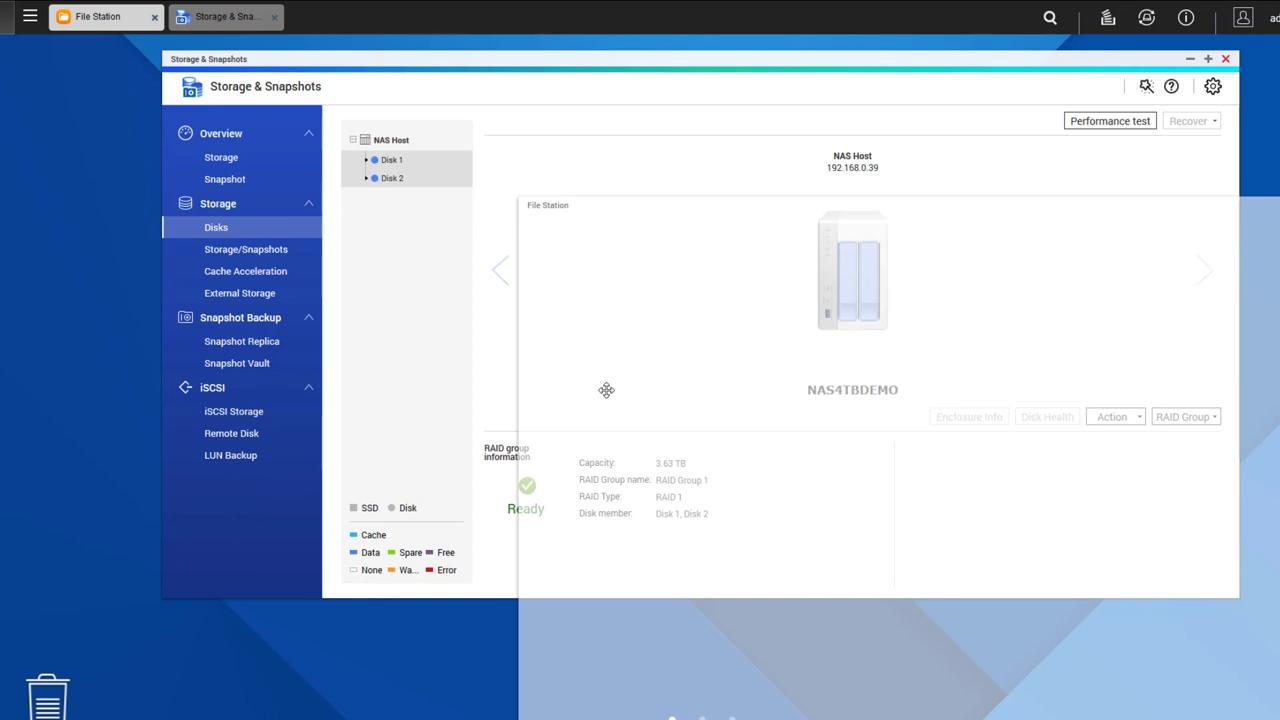 File Station
Storage & Sna...
ad
Storage & Snapshots
Storage & Snapshots
Overview
Storage
Snapshot
Storage
Disks
Storage/Snapshots
Cache Acceleration
External Storage
Snapshot Backup
Snapshot Replica
Snapshot Vault
iSCSI
iSCSI Storage
Remote Disk
LUN Backup
NAS Host
Disk 1
Disk 2
SSD Disk
Cache
Data Spare Free
None Wa... Error
Performance test Recover
NAS Host
192.168.0.39
File Station
NAS4TBDEMO
Enclosure Info Disk Health Action RAID Group
RAID group
information
Ready
Capacity: 3.63 TB
RAID Group name: RAID Group 1
RAID Type: RAID 1
Disk member: Disk 1, Disk 2